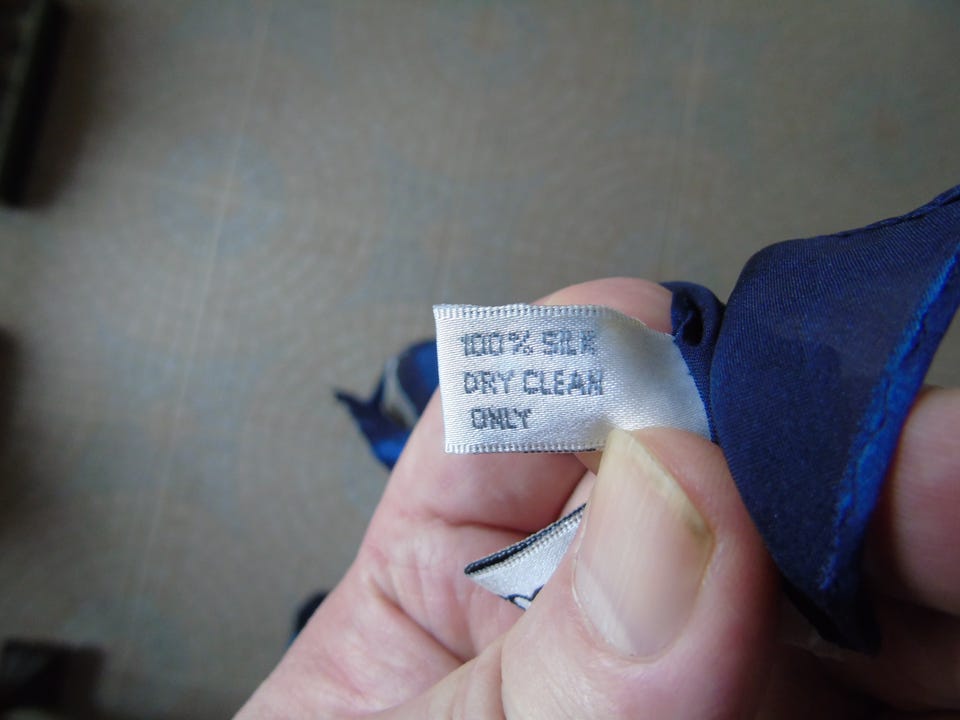 100% SILK
DRY CLEAN
ONLY